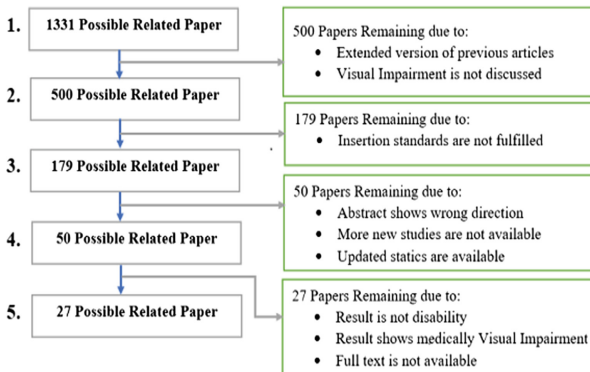 1. 1331 Possible Related Paper
500 Papers Remaining due to:
• Extended version of previous articles
• Visual Impairment is not discussed
2. 500 Possible Related Paper
179 Papers Remaining due to:
• Insertion standards are not fulfilled
3. 179 Possible Related Paper
50 Papers Remaining due to:
• Abstract shows wrong direction
• More new studies are not available
• Updated statics are available
4. 50 Possible Related Paper
27 Papers Remaining due to:
• Result is not disability
• Result shows medically Visual Impairment
• Full text is not available
5. 27 Possible Related Paper